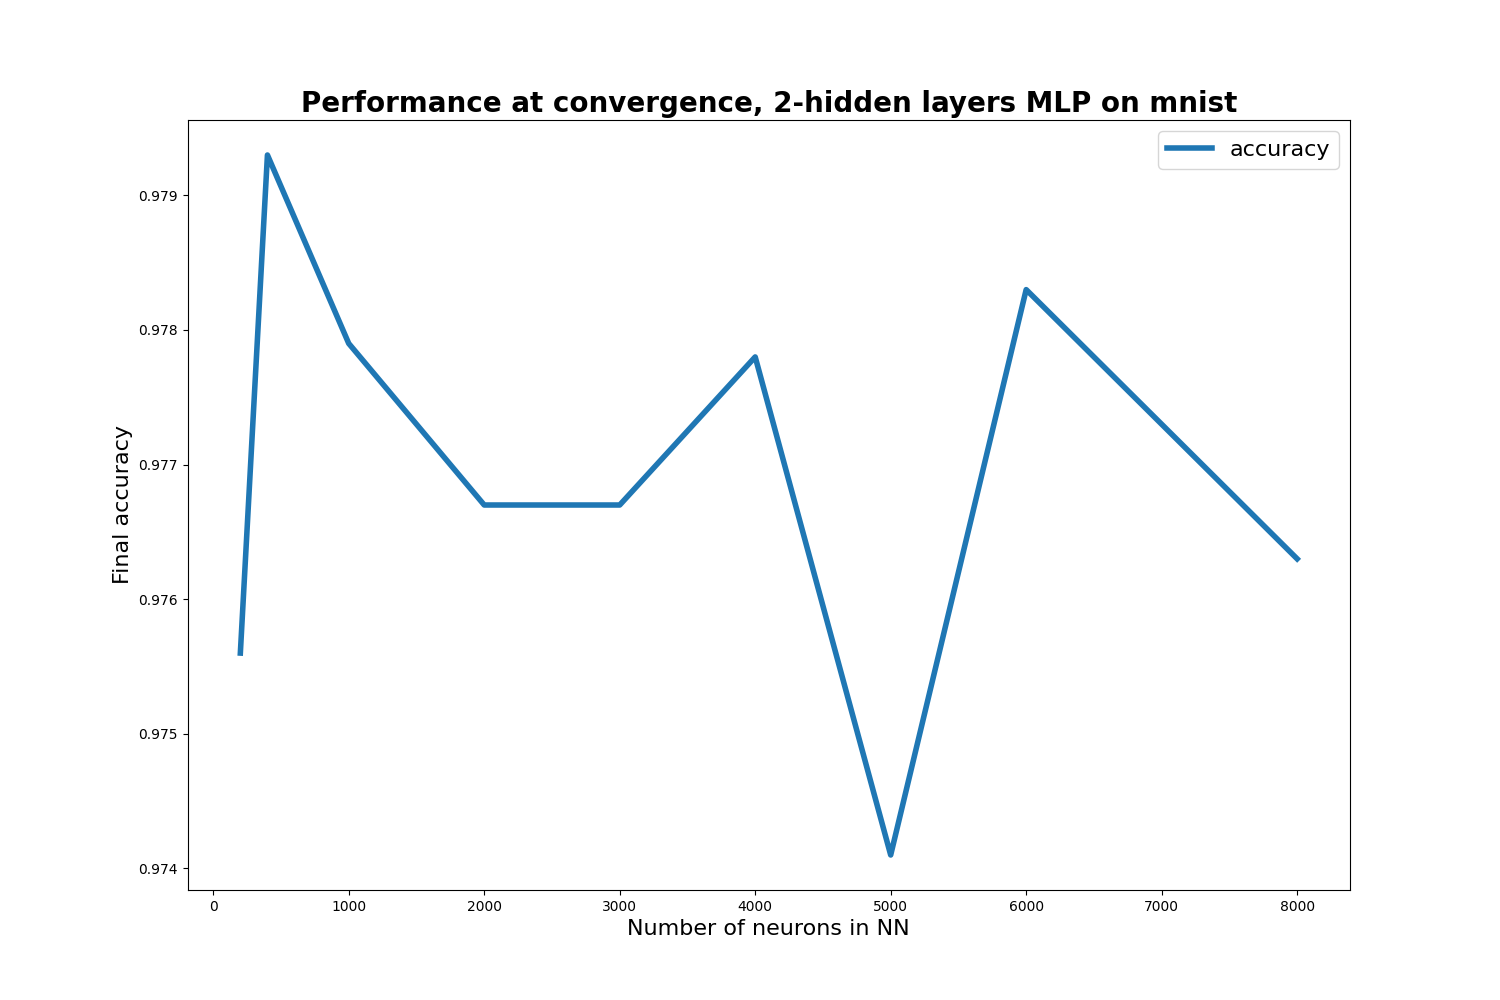 Performance at convergence, 2-hidden layers MLP on mnist
accuracy
0.979
0.978
0.977
0.976
0.975
0.974
Final accuracy
0 1000 2000 3000 4000 5000 6000 7000 8000
Number of neurons in NN